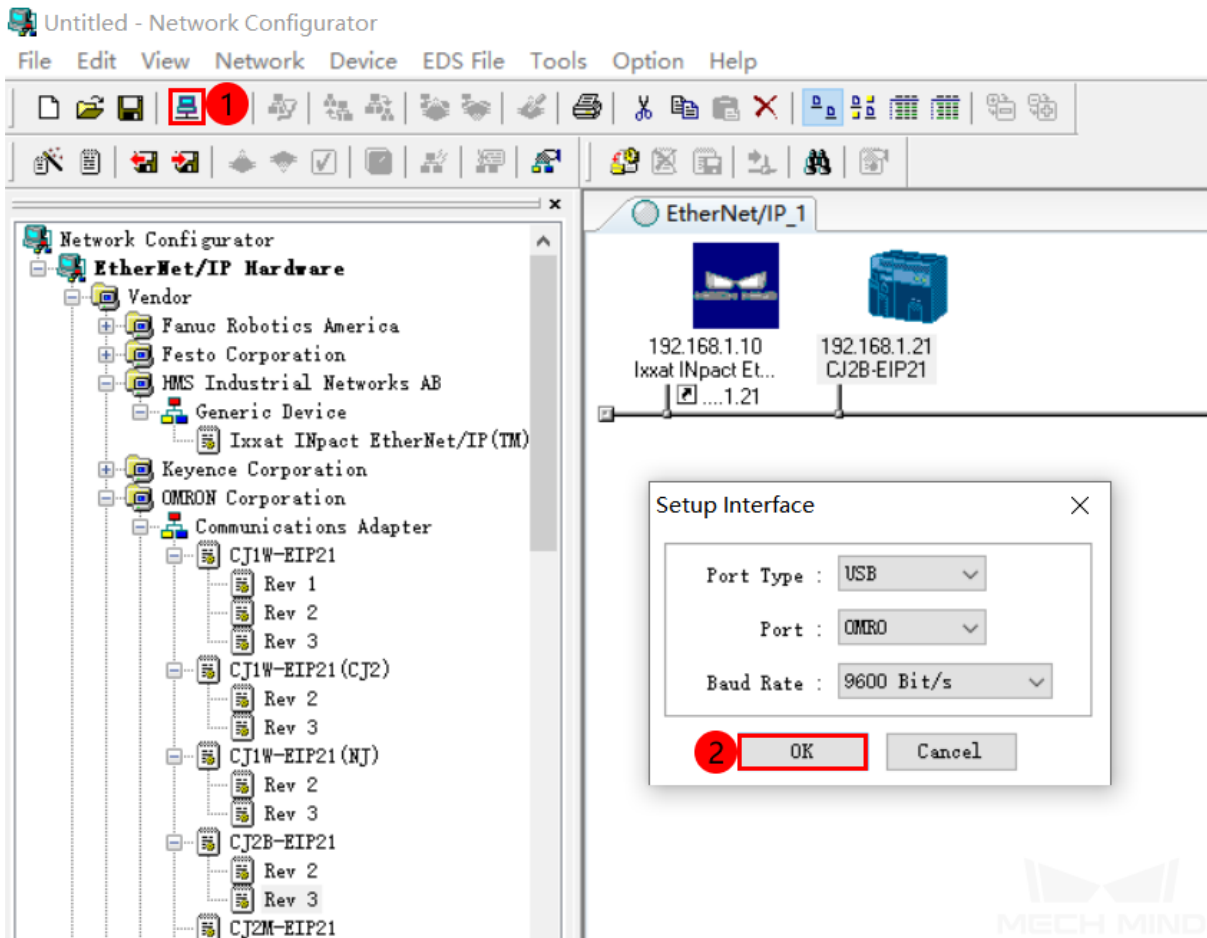 Untitled - Network Configurator
File Edit View Network Device EDS File Tools Option Help
1
Network Configurator
EtherNet/IP Hardware
Vendor
Fanuc Robotics America
Festo Corporation
HMS Industrial Networks AB
Generic Device
Ixxat INpact EtherNet/IP(TM)
Keyence Corporation
OMRON Corporation
Communications Adapter
CJ1W-EIP21
Rev 1
Rev 2
Rev 3
CJ1W-EIP21(CJ2)
Rev 2
Rev 3
CJ1W-EIP21(NJ)
Rev 2
Rev 3
CJ2B-EIP21
Rev 2
Rev 3
CJ2M-EIP21
EtherNet/IP_1
192.168.1.10
Ixxat INpact Et...
....1.21
192.168.1.21
CJ2B-EIP21
Setup Interface
Port Type : USB
Port : OMRO
Baud Rate : 9600 Bit/s
2
OK Cancel
MECH MIND